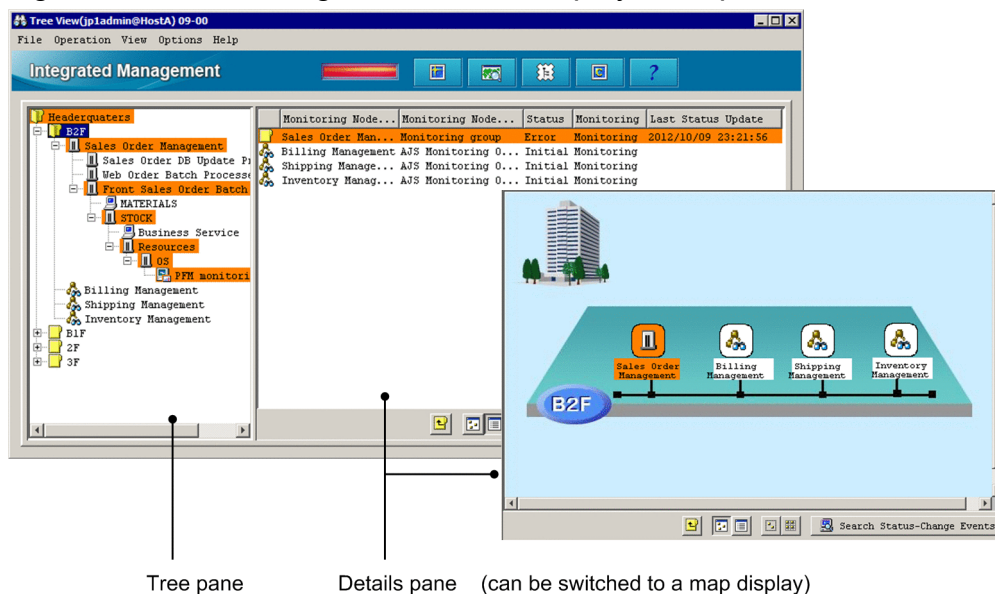 Tree View(jp1admin@HostA) 09-00
File Operation View Options Help
Integrated Management
?
Headerquaters
B2F
Sales Order Management
Sales Order DB Update
Web Order Batch Process
Front Sales Order Batch
MATERIALS
STOCK
Business Service
Resources
OS
PFM monitori
Billing Management
Shipping Management
Inventory Management
B1F
2F
3F
Monitoring Node... Monitoring Node... Status Monitoring Last Status Update
Sales Order Man... Monitoring group Error Monitoring 2012/10/09 23:21:56
Billing Management AJS Monitoring O... Initial Monitoring
Shipping Manage... AJS Monitoring O... Initial Monitoring
Inventory Manag... AJS Monitoring O... Initial Monitoring
Sales Order
Management
Billing
Management
Shipping
Management
Inventory
Management
B2F
Search Status-Change Events
Tree pane
Details pane (can be switched to a map display)